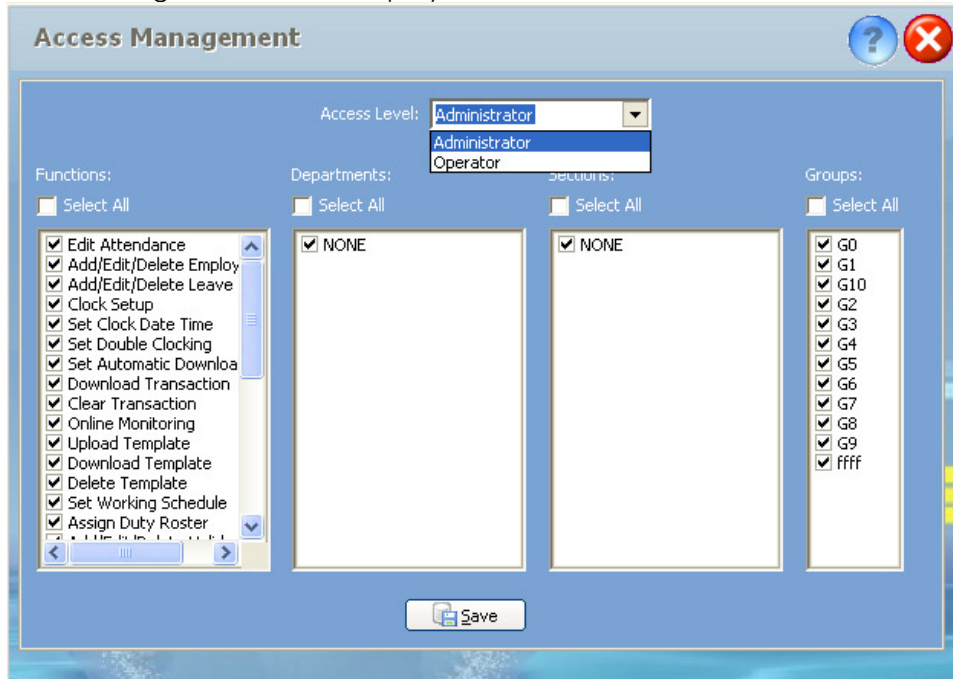 Access Management
Access Level: Administrator
Administrator
Operator
Functions:
Departments:
Sections:
Groups:
Select All
Select All
Select All
Select All
Edit Attendance
Add/Edit/Delete Employ
Add/Edit/Delete Leave
Clock Setup
Set Clock Date Time
Set Double Clocking
Set Automatic Downloa
Download Transaction
Clear Transaction
Online Monitoring
Upload Template
Download Template
Delete Template
Set Working Schedule
Assign Duty Roster
NONE
NONE
G0
G1
G10
G2
G3
G4
G5
G6
G7
G8
G9
ffff
Save